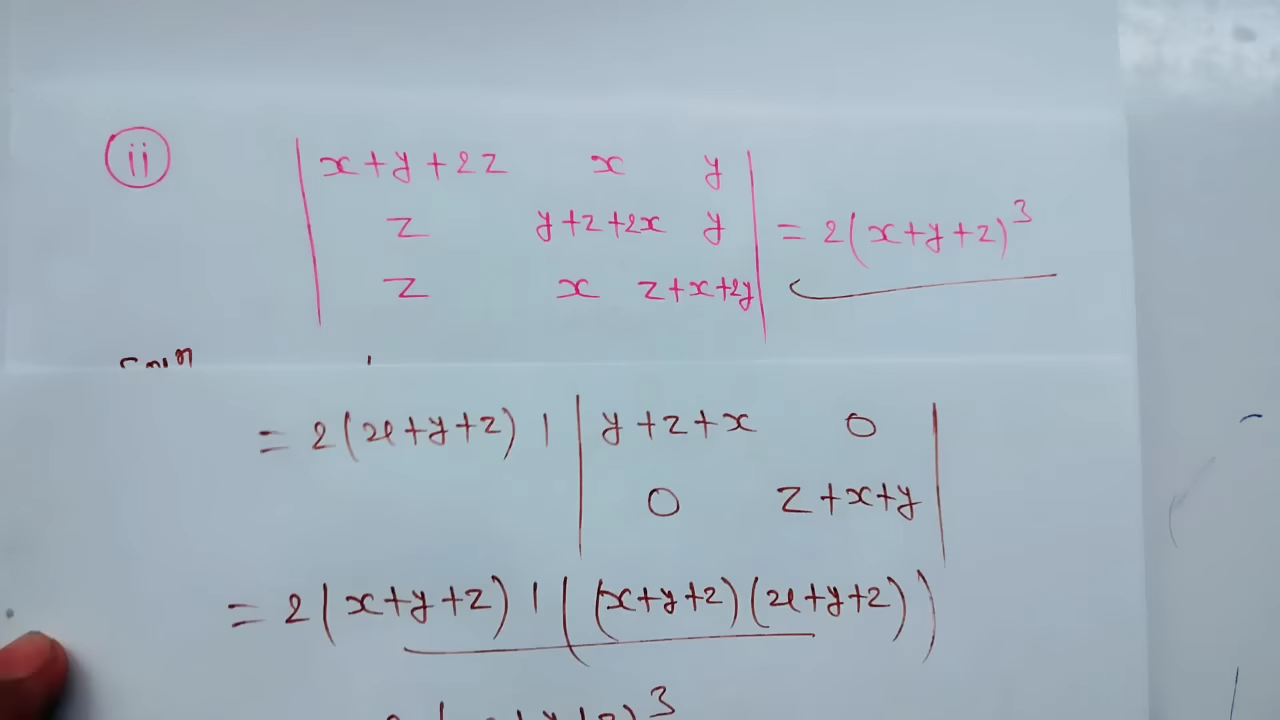 ii
x+y+2z x y
z y+z+2x y = 2(x+y+z)³
z x z+x+2y
= 2(x+y+z) 1 | y+z+x 0
0 z+x+y |
= 2(x+y+z) 1 ((x+y+z)(x+y+z))